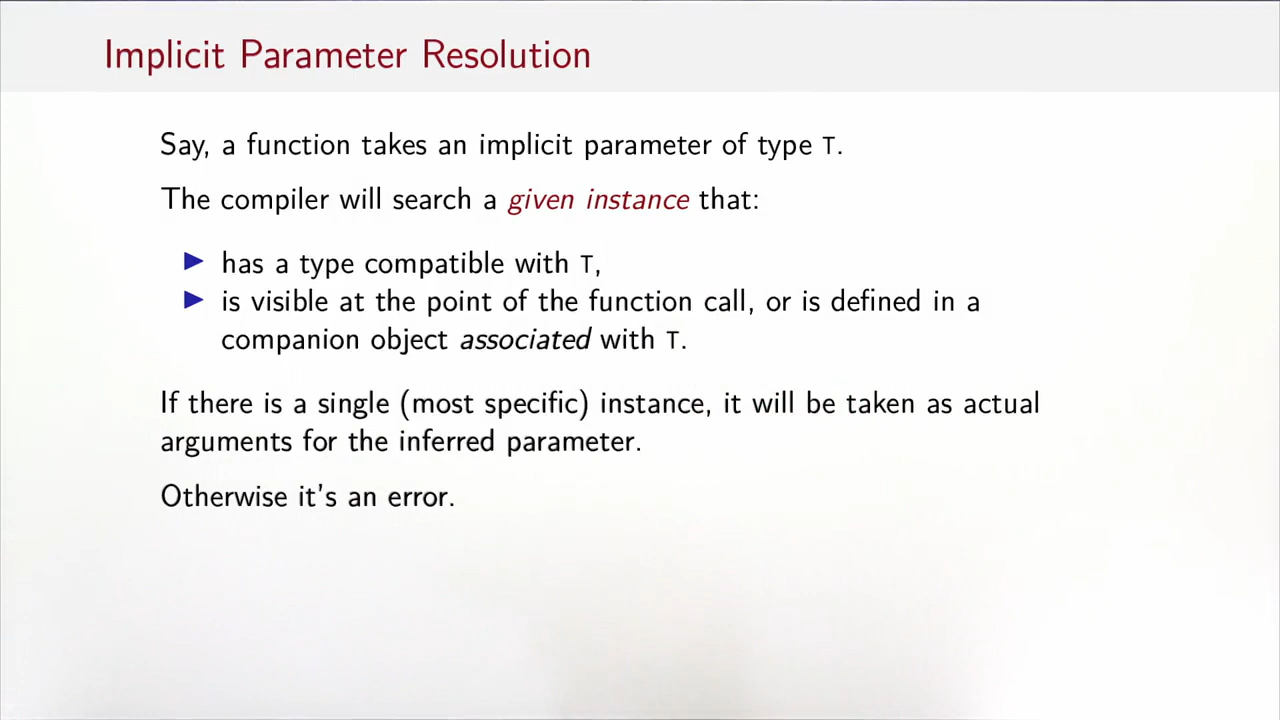 Implicit Parameter Resolution
Say, a function takes an implicit parameter of type T.
The compiler will search a given instance that:
▶ has a type compatible with T,
▶ is visible at the point of the function call, or is defined in a
companion object associated with T.
If there is a single (most specific) instance, it will be taken as actual
arguments for the inferred parameter.
Otherwise it's an error.